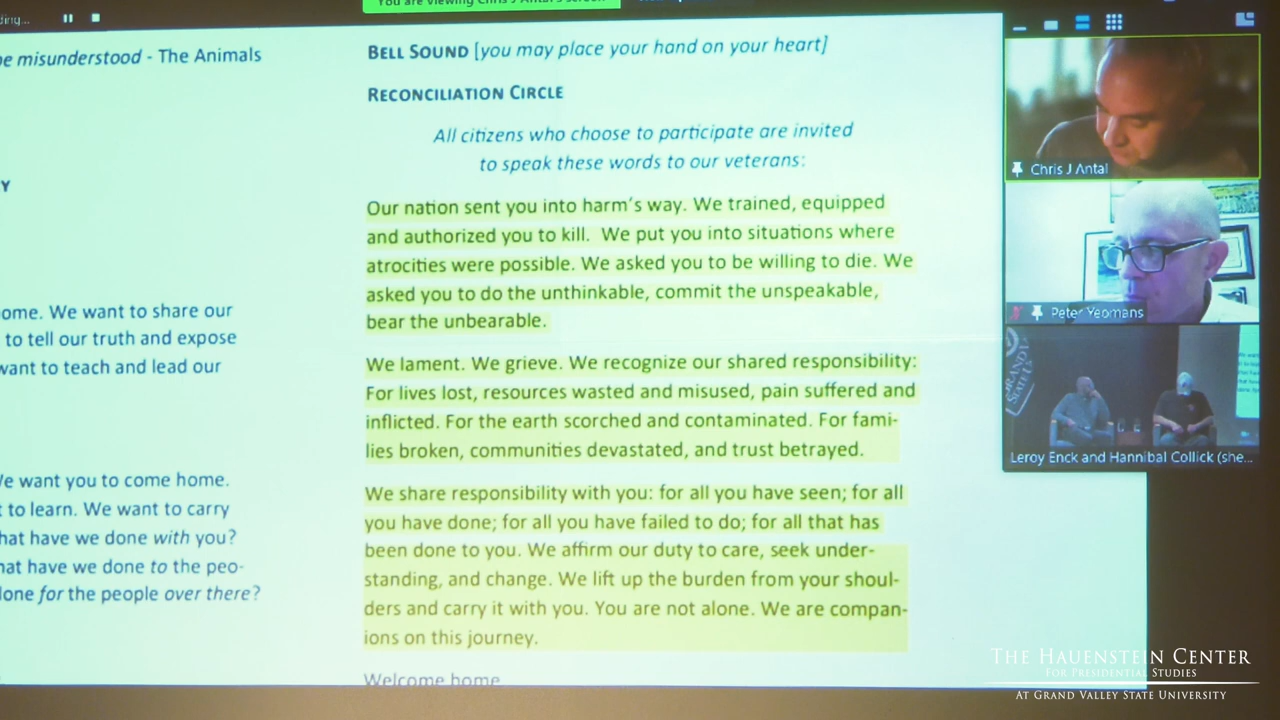 You are viewing Chris J Antal's screen
be misunderstood - The Animals
Y
ome. We want to share our
to tell our truth and expose
want to teach and lead our
We want you to come home.
t to learn. We want to carry
hat have we done with you?
hat have we done to the peo-
done for the people over there?
BELL SOUND [you may place your hand on your heart]
RECONCILIATION CIRCLE
All citizens who choose to participate are invited
to speak these words to our veterans:
Our nation sent you into harm's way. We trained, equipped
and authorized you to kill. We put you into situations where
atrocities were possible. We asked you to be willing to die. We
asked you to do the unthinkable, commit the unspeakable,
bear the unbearable.
We lament. We grieve. We recognize our shared responsibility:
For lives lost, resources wasted and misused, pain suffered and
inflicted. For the earth scorched and contaminated. For fami-
lies broken, communities devastated, and trust betrayed.
We share responsibility with you: for all you have seen; for all
you have done; for all you have failed to do; for all that has
been done to you. We affirm our duty to care, seek under-
standing, and change. We lift up the burden from your shoul-
ders and carry it with you. You are not alone. We are compan-
ions on this journey.
Welcome home
Chris J Antal
Peter Yeomans
Leroy Enck and Hannibal Collick (she...
THE HAUENSTEIN CENTER
FOR PRESIDENTIAL STUDIES
AT GRAND VALLEY STATE UNIVERSITY